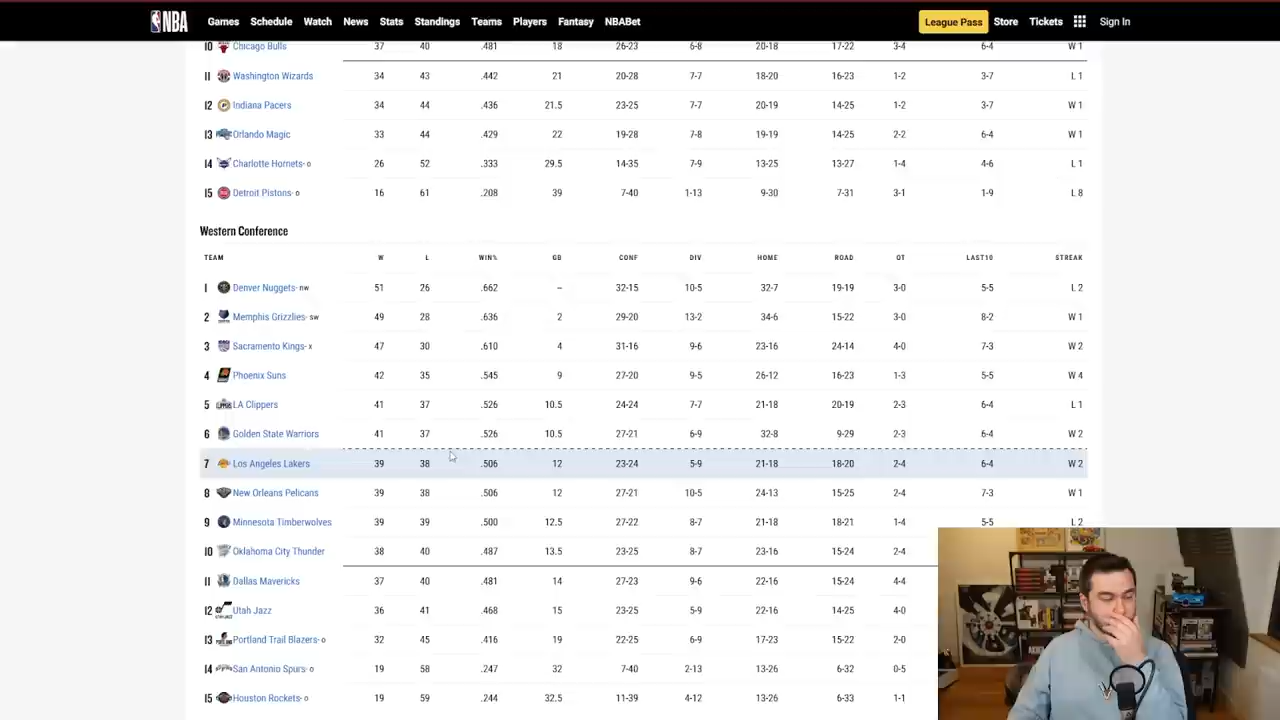 NBA Games Schedule Watch News Stats Standings Teams Players Fantasy NBABet League Pass Store Tickets Sign In
10 Chicago Bulls 37 40 .481 18 26-23 6-8 20-18 17-22 3-4 6-4 W 1
11 Washington Wizards 34 43 .442 21 20-28 7-7 18-20 16-23 1-2 3-7 L 1
12 Indiana Pacers 34 44 .436 21.5 23-25 7-7 20-19 14-25 1-2 3-7 W 1
13 Orlando Magic 33 44 .429 22 19-28 7-8 19-19 14-25 2-2 6-4 W 1
14 Charlotte Hornets - o 26 52 .333 29.5 14-35 7-9 13-25 13-27 1-4 4-6 L 1
15 Detroit Pistons - o 16 61 .208 39 7-40 1-13 9-30 7-31 3-1 1-9 L 8
Western Conference
TEAM W L WIN% GB CONF DIV HOME ROAD OT LAST10 STREAK
1 Denver Nuggets - nw 51 26 .662 – 32-15 10-5 32-7 19-19 3-0 5-5 L 2
2 Memphis Grizzlies - sw 49 28 .636 2 29-20 13-2 34-6 15-22 3-0 8-2 W 1
3 Sacramento Kings - x 47 30 .610 4 31-16 9-6 23-16 24-14 4-0 7-3 W 2
4 Phoenix Suns 42 35 .545 9 27-20 9-5 26-12 16-23 1-3 5-5 W 4
5 LA Clippers 41 37 .526 10.5 24-24 7-7 21-18 20-19 2-3 6-4 L 1
6 Golden State Warriors 41 37 .526 10.5 27-21 6-9 32-8 9-29 2-3 6-4 W 2
7 Los Angeles Lakers 39 38 .506 12 23-24 5-9 21-18 18-20 2-4 6-4 W 2
8 New Orleans Pelicans 39 38 .506 12 27-21 10-5 24-13 15-25 2-4 7-3 W 1
9 Minnesota Timberwolves 39 39 .500 12.5 27-22 8-7 21-18 18-21 1-4 5-5 L 2
10 Oklahoma City Thunder 38 40 .487 13.5 23-25 8-7 23-16 15-24 2-4
11 Dallas Mavericks 37 40 .481 14 27-23 9-6 22-16 15-24 4-4
12 Utah Jazz 36 41 .468 15 23-25 5-9 22-16 14-25 4-0
13 Portland Trail Blazers - o 32 45 .416 19 22-25 6-9 17-23 15-22 2-0
14 San Antonio Spurs - o 19 58 .247 32 7-40 2-13 13-26 6-32 0-5
15 Houston Rockets - o 19 59 .244 32.5 11-39 4-12 13-26 6-33 1-1